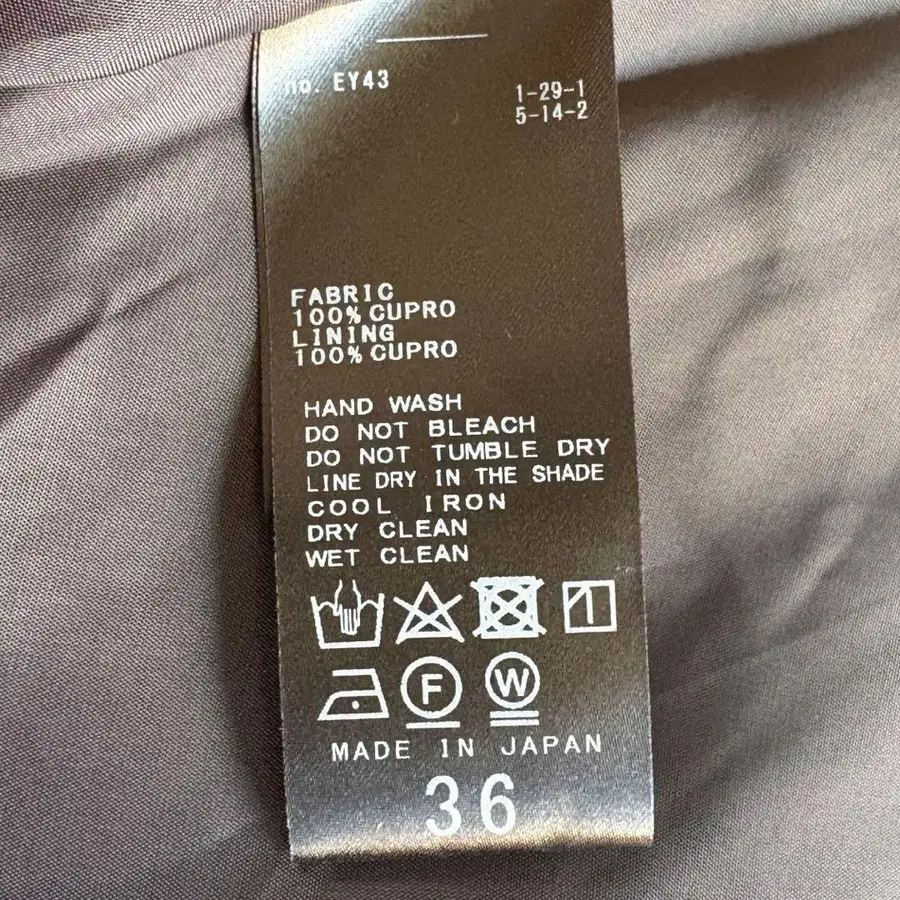 no. EY43
1-29-1
5-14-2
FABRIC
100% CUPRO
LINING
100% CUPRO
HAND WASH
DO NOT BLEACH
DO NOT TUMBLE DRY
LINE DRY IN THE SHADE
COOL IRON
DRY CLEAN
WET CLEAN
F W
MADE IN JAPAN
36